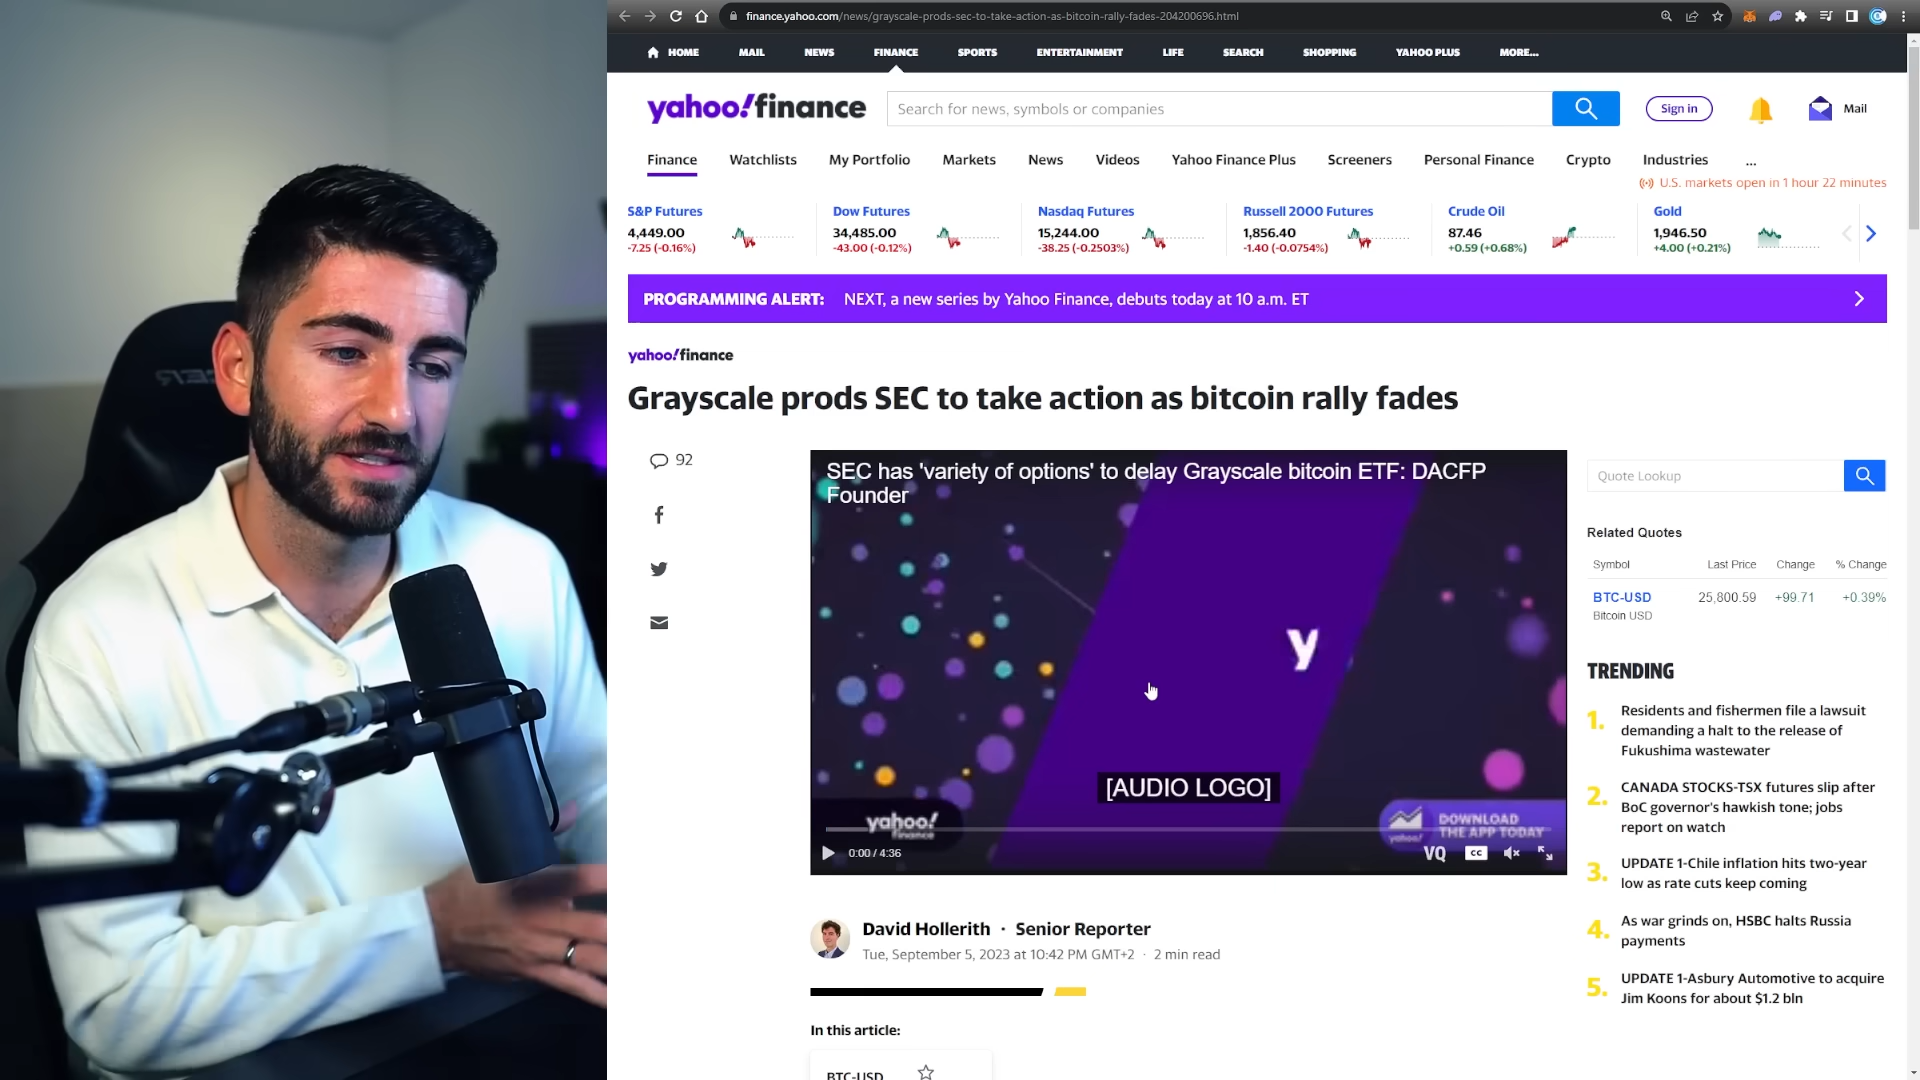 finance.yahoo.com/news/grayscale-prods-sec-to-take-action-as-bitcoin-rally-fades-204200696.html
HOME MAIL NEWS FINANCE SPORTS ENTERTAINMENT LIFE SEARCH SHOPPING YAHOO PLUS MORE...
yahoo!finance
Search for news, symbols or companies
Sign in
Mail
Finance Watchlists My Portfolio Markets News Videos Yahoo Finance Plus Screeners Personal Finance Crypto Industries ...
U.S. markets open in 1 hour 22 minutes
S&P Futures
4,449.00
-7.25 (-0.16%)
Dow Futures
34,485.00
-43.00 (-0.12%)
Nasdaq Futures
15,244.00
-38.25 (-0.2503%)
Russell 2000 Futures
1,856.40
-1.40 (-0.0754%)
Crude Oil
87.46
+0.59 (+0.68%)
Gold
1,946.50
+4.00 (+0.21%)
PROGRAMMING ALERT: NEXT, a new series by Yahoo Finance, debuts today at 10 a.m. ET
yahoo!finance
Grayscale prods SEC to take action as bitcoin rally fades
92
SEC has 'variety of options' to delay Grayscale bitcoin ETF: DACFP
Founder
y
[AUDIO LOGO]
yahoo!
finance
yahoo!
DOWNLOAD
THE APP TODAY
0:00 / 4:36
VQ
CC
David Hollerith · Senior Reporter
Tue, September 5, 2023 at 10:42 PM GMT+2 · 2 min read
In this article:
BTC-USD
Quote Lookup
Related Quotes
Symbol Last Price Change % Change
BTC-USD 25,800.59 +99.71 +0.39%
Bitcoin USD
TRENDING
1. Residents and fishermen file a lawsuit
demanding a halt to the release of
Fukushima wastewater
2. CANADA STOCKS-TSX futures slip after
BoC governor's hawkish tone; jobs
report on watch
3. UPDATE 1-Chile inflation hits two-year
low as rate cuts keep coming
4. As war grinds on, HSBC halts Russia
payments
5. UPDATE 1-Asbury Automotive to acquire
Jim Koons for about $1.2 bln